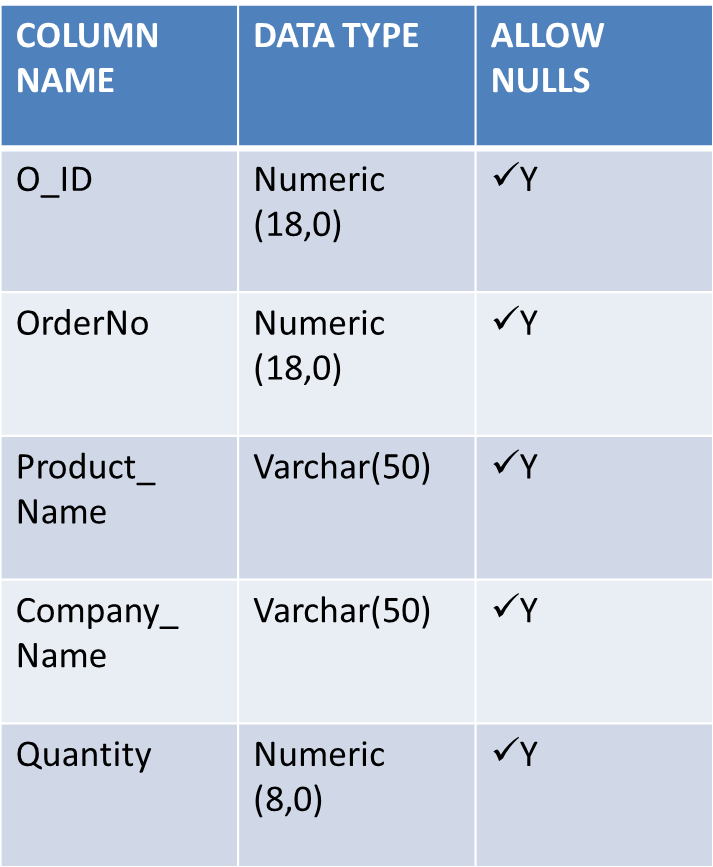 COLUMN NAME DATA TYPE ALLOW NULLS
O_ID Numeric (18,0) ✓Y
OrderNo Numeric (18,0) ✓Y
Product_ Name Varchar(50) ✓Y
Company_ Name Varchar(50) ✓Y
Quantity Numeric (8,0) ✓Y